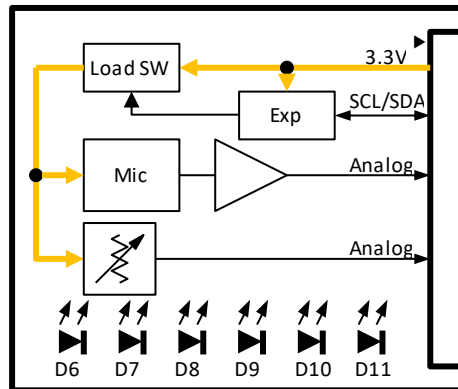 Load SW
3.3V
Exp
SCL/SDA
Mic
Analog
Analog
D6 D7 D8 D9 D10 D11